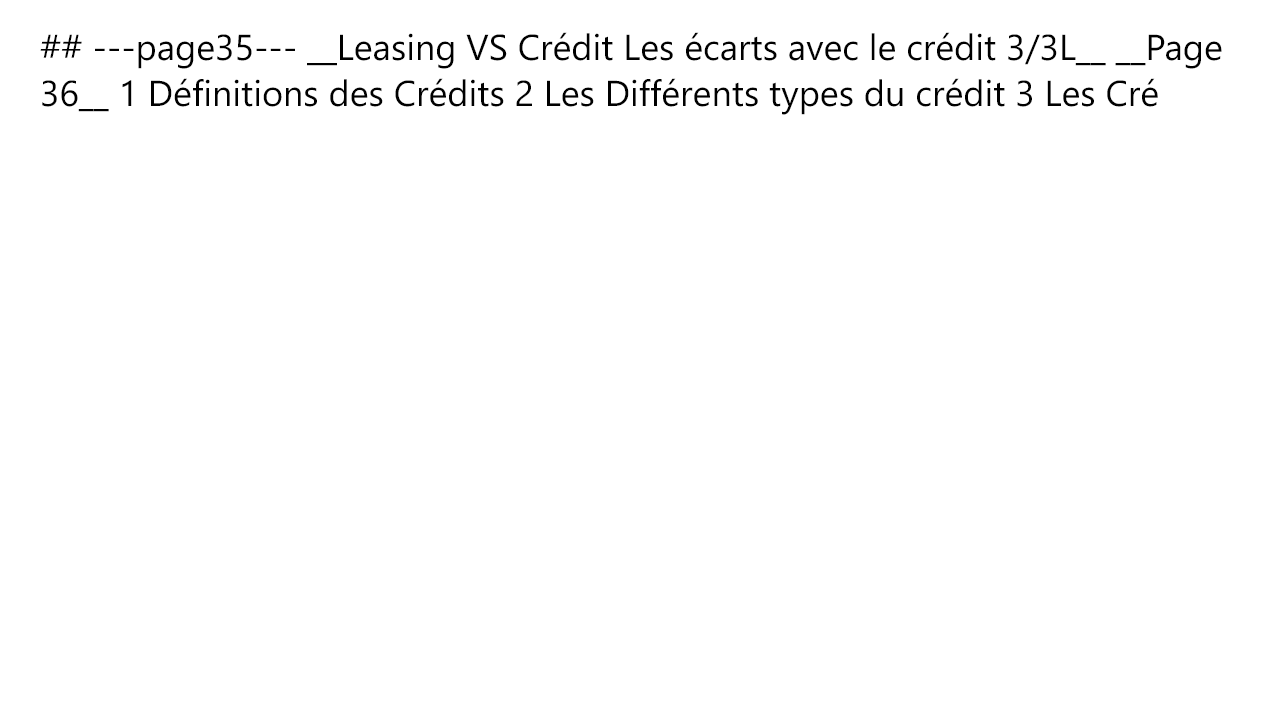 ## ---page35--- __Leasing VS Crédit Les écarts avec le crédit 3/3L__ __Page
36__ 1 Définitions des Crédits 2 Les Différents types du crédit 3 Les Cré